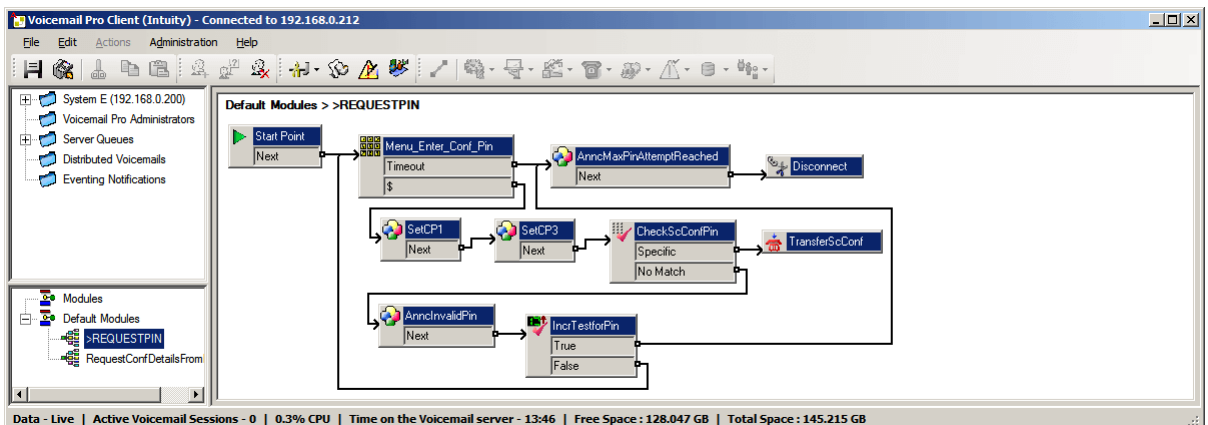 Voicemail Pro Client (Intuity) - Connected to 192.168.0.212
File Edit Actions Administration Help
System E (192.168.0.200)
Voicemail Pro Administrators
Server Queues
Distributed Voicemails
Eventing Notifications
Modules
Default Modules
>REQUESTPIN
RequestConfDetailsFrom
Default Modules > >REQUESTPIN
Start Point
Next
Menu_Enter_Conf_Pin
Timeout
$
AnncMaxPinAttemptReached
Next
Disconnect
SetCP1
Next
SetCP3
Next
CheckScConfPin
Specific
No Match
TransferScConf
AnncInvalidPin
Next
IncrTestforPin
True
False
Data - Live | Active Voicemail Sessions - 0 | 0.3% CPU | Time on the Voicemail server - 13:46 | Free Space : 128.047 GB | Total Space : 145.215 GB